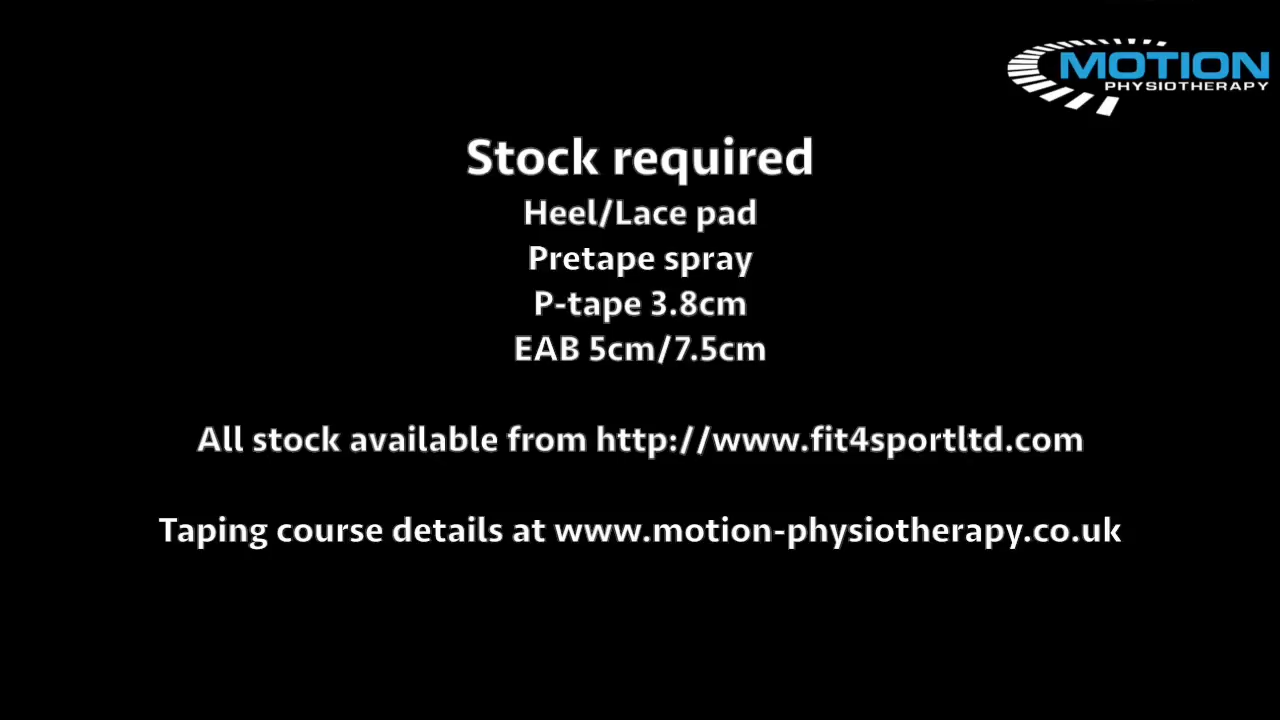 MOTION
PHYSIOTHERAPY
Stock required
Heel/Lace pad
Pretape spray
P-tape 3.8cm
EAB 5cm/7.5cm
All stock available from http://www.fit4sportltd.com
Taping course details at www.motion-physiotherapy.co.uk